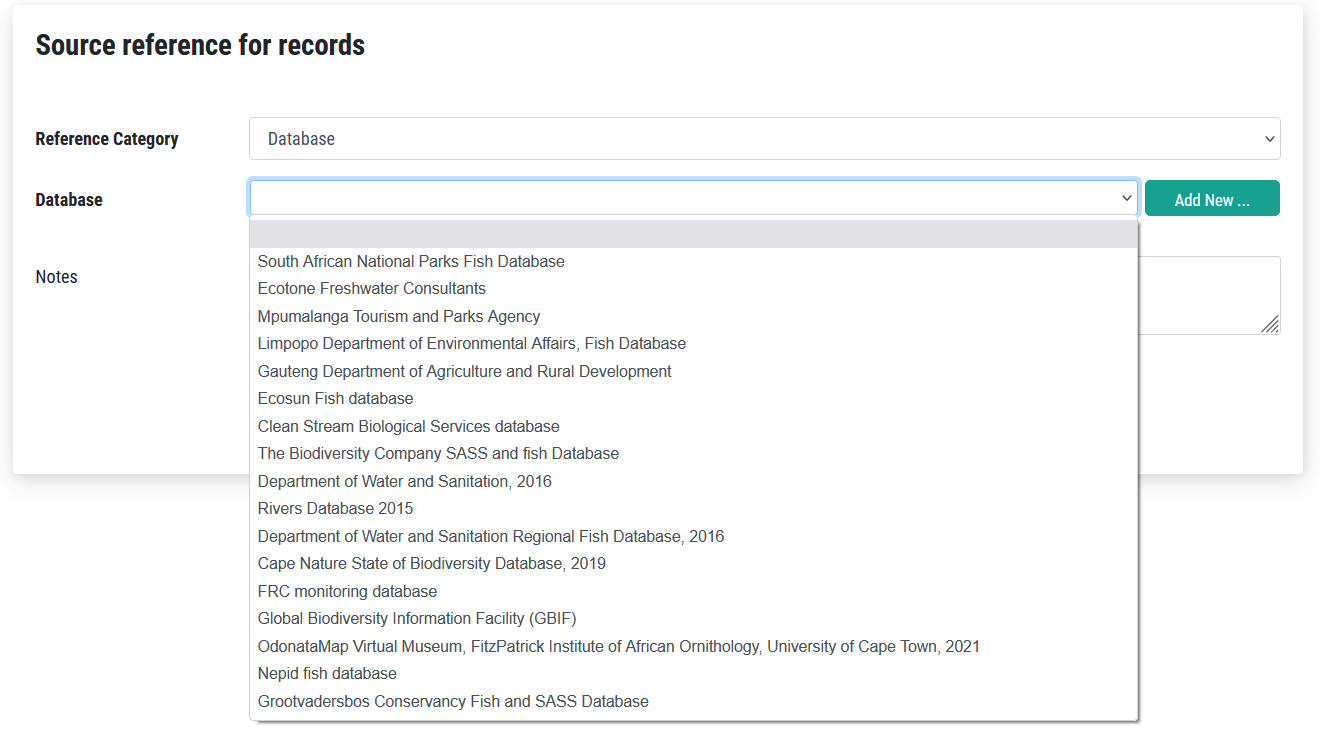 Source reference for records
Reference Category
Database
Database
Add New ...
Notes
South African National Parks Fish Database
Ecotone Freshwater Consultants
Mpumalanga Tourism and Parks Agency
Limpopo Department of Environmental Affairs, Fish Database
Gauteng Department of Agriculture and Rural Development
Ecosun Fish database
Clean Stream Biological Services database
The Biodiversity Company SASS and fish Database
Department of Water and Sanitation, 2016
Rivers Database 2015
Department of Water and Sanitation Regional Fish Database, 2016
Cape Nature State of Biodiversity Database, 2019
FRC monitoring database
Global Biodiversity Information Facility (GBIF)
OdonataMap Virtual Museum, FitzPatrick Institute of African Ornithology, University of Cape Town, 2021
Nepid fish database
Grootvadersbos Conservancy Fish and SASS Database